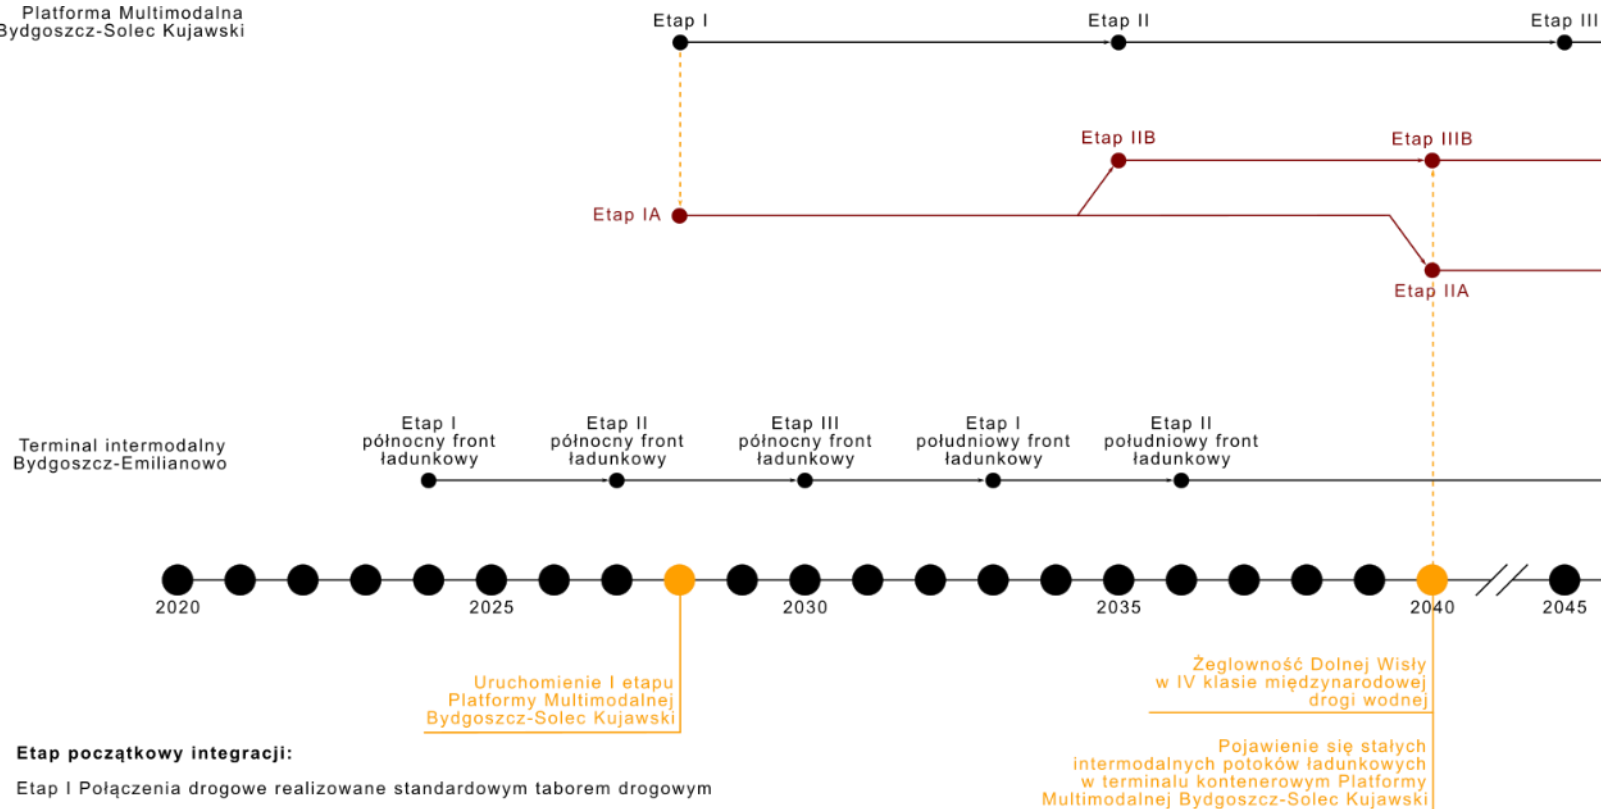 Platforma Multimodalna
Bydgoszcz-Solec Kujawski
Etap I
Etap II
Etap III
Etap IIB
Etap IIIB
Etap IA
Etap IIA
Terminal intermodalny
Bydgoszcz-Emilianowo
Etap I
północny front
ładunkowy
Etap II
północny front
ładunkowy
Etap III
północny front
ładunkowy
Etap I
południowy front
ładunkowy
Etap II
południowy front
ładunkowy
2020
2025
2030
2035
2040
2045
Uruchomienie I etapu
Platformy Multimodalnej
Bydgoszcz-Solec Kujawski
Żeglowność Dolnej Wisły
w IV klasie międzynarodowej
drogi wodnej
Pojawienie się stałych
intermodalnych potoków ładunkowych
w terminalu kontenerowym Platformy
Multimodalnej Bydgoszcz-Solec Kujawski
Etap początkowy integracji:
Etap I Połączenia drogowe realizowane standardowym taborem drogowym